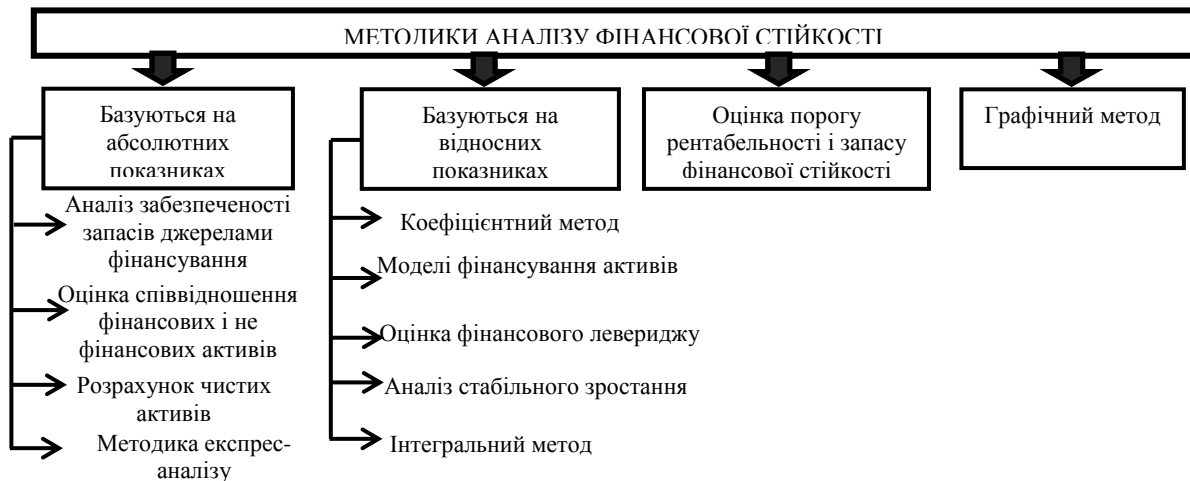 МЕТОДИКИ АНАЛІЗУ ФІНАНСОВОЇ СТІЙКОСТІ
Базуються на
абсолютних
показниках
Аналіз забезпеченості
запасів джерелами
фінансування
Оцінка співвідношення
фінансових і не
фінансових активів
Розрахунок чистих
активів
Методика експрес-
аналізу
Базуються на
відносних
показниках
Коефіцієнтний метод
Моделі фінансування активів
Оцінка фінансового левериджу
Аналіз стабільного зростання
Інтегральний метод
Оцінка порогу
рентабельності і запасу
фінансової стійкості
Графічний метод